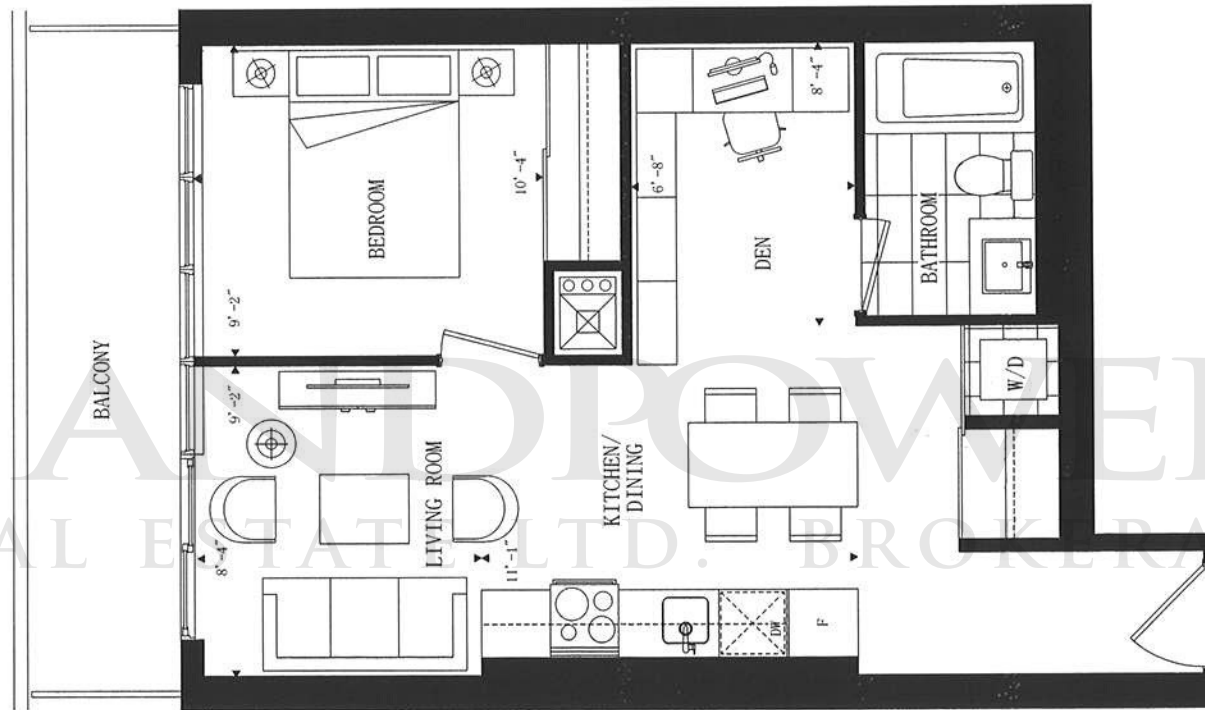 BALCONY
BEDROOM
10'-4"
9'-2"
DEN
6'-8"
8'-4"
BATHROOM
W/D
LIVING ROOM
9'-2"
8'-4"
KITCHEN/
DINING
11'-1"
DW
F
ANDPOWER
AL ESTATE LTD. BROKERA